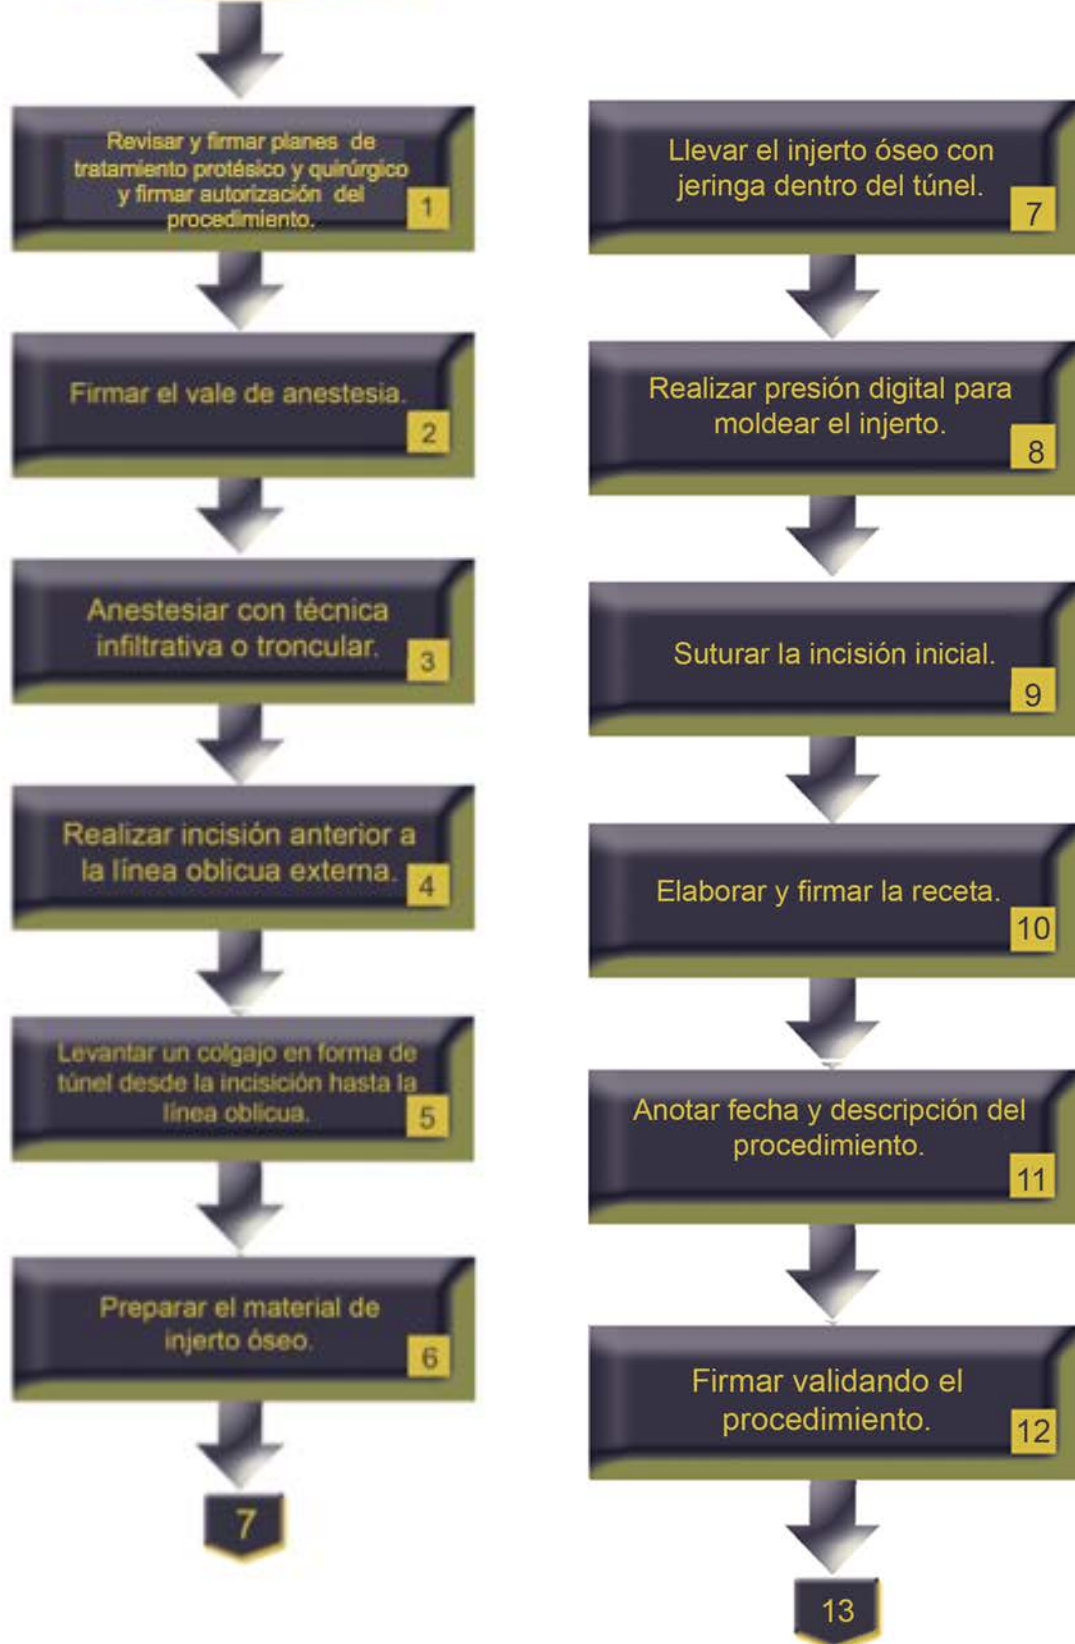 Revisar y firmar planes de
tratamiento protésico y quirúrgico
y firmar autorización del
procedimiento.
1
Firmar el vale de anestesia.
2
Anestesiar con técnica
infiltrativa o troncular.
3
Realizar incisión anterior a
la línea oblicua externa.
4
Levantar un colgajo en forma de
túnel desde la incisición hasta la
línea oblicua.
5
Preparar el material de
injerto óseo.
6
7
Llevar el injerto óseo con
jeringa dentro del túnel.
7
Realizar presión digital para
moldear el injerto.
8
Suturar la incisión inicial.
9
Elaborar y firmar la receta.
10
Anotar fecha y descripción del
procedimiento.
11
Firmar validando el
procedimiento.
12
13